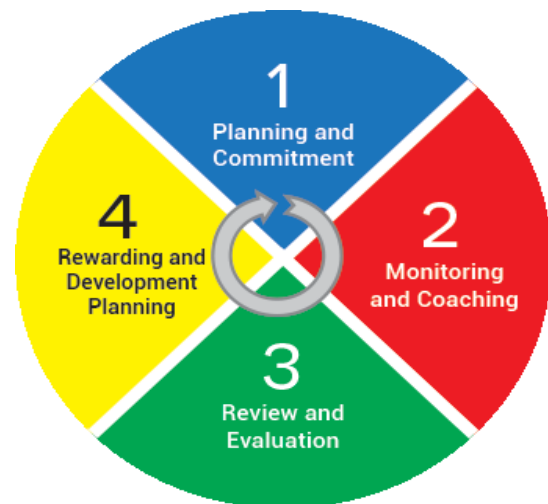 1
Planning and
Commitment
2
Monitoring
and Coaching
3
Review and
Evaluation
4
Rewarding and
Development
Planning